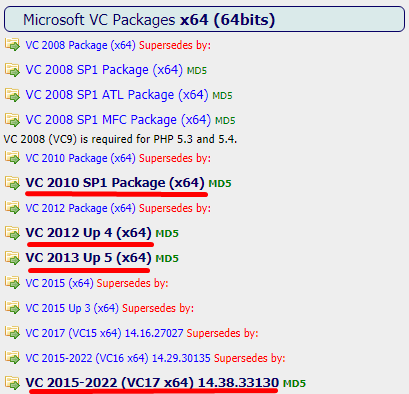 Microsoft VC Packages x64 (64bits)
VC 2008 Package (x64) Supersedes by:
VC 2008 SP1 Package (x64) MD5
VC 2008 SP1 ATL Package (x64) MD5
VC 2008 SP1 MFC Package (x64) MD5
VC 2008 (VC9) is required for PHP 5.3 and 5.4.
VC 2010 Package (x64) Supersedes by:
VC 2010 SP1 Package (x64) MD5
VC 2012 Package (x64) Supersedes by:
VC 2012 Up 4 (x64) MD5
VC 2013 Up 5 (x64) MD5
VC 2015 (x64) Supersedes by:
VC 2015 Up 3 (x64) Supersedes by:
VC 2017 (VC15 x64) 14.16.27027 Supersedes by:
VC 2015-2022 (VC16 x64) 14.29.30135 Supersedes by:
VC 2015-2022 (VC17 x64) 14.38.33130 MD5